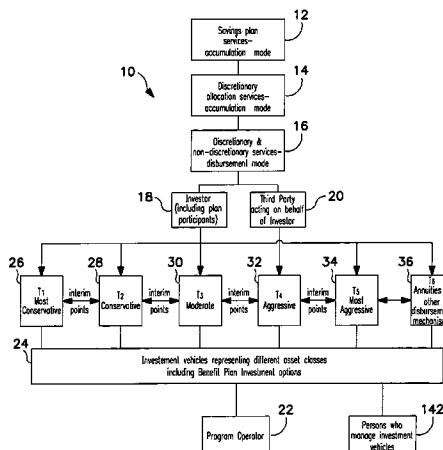 12
Savings plan
services-
accumulation mode
14
Discretionary
allocation services-
accumulation mode
10
16
Discretionary &
non-discretionary services-
disbursement mode
18
20
Investor
(including plan
participants)
Third Party
acting on behalf
of Investor
26
28
30
32
34
36
T1
Most
Conservative
interim
points
T2
Conservative
interim
points
T3
Moderate
interim
points
T4
Aggressive
interim
points
T5
Most
Aggressive
T6
Annuities
other
disbursement
mechanism
24
Investement vehicles representing different asset classes
including Benefit Plan Investment options
Program Operator
22
Persons who
manage investment
vehicles
142